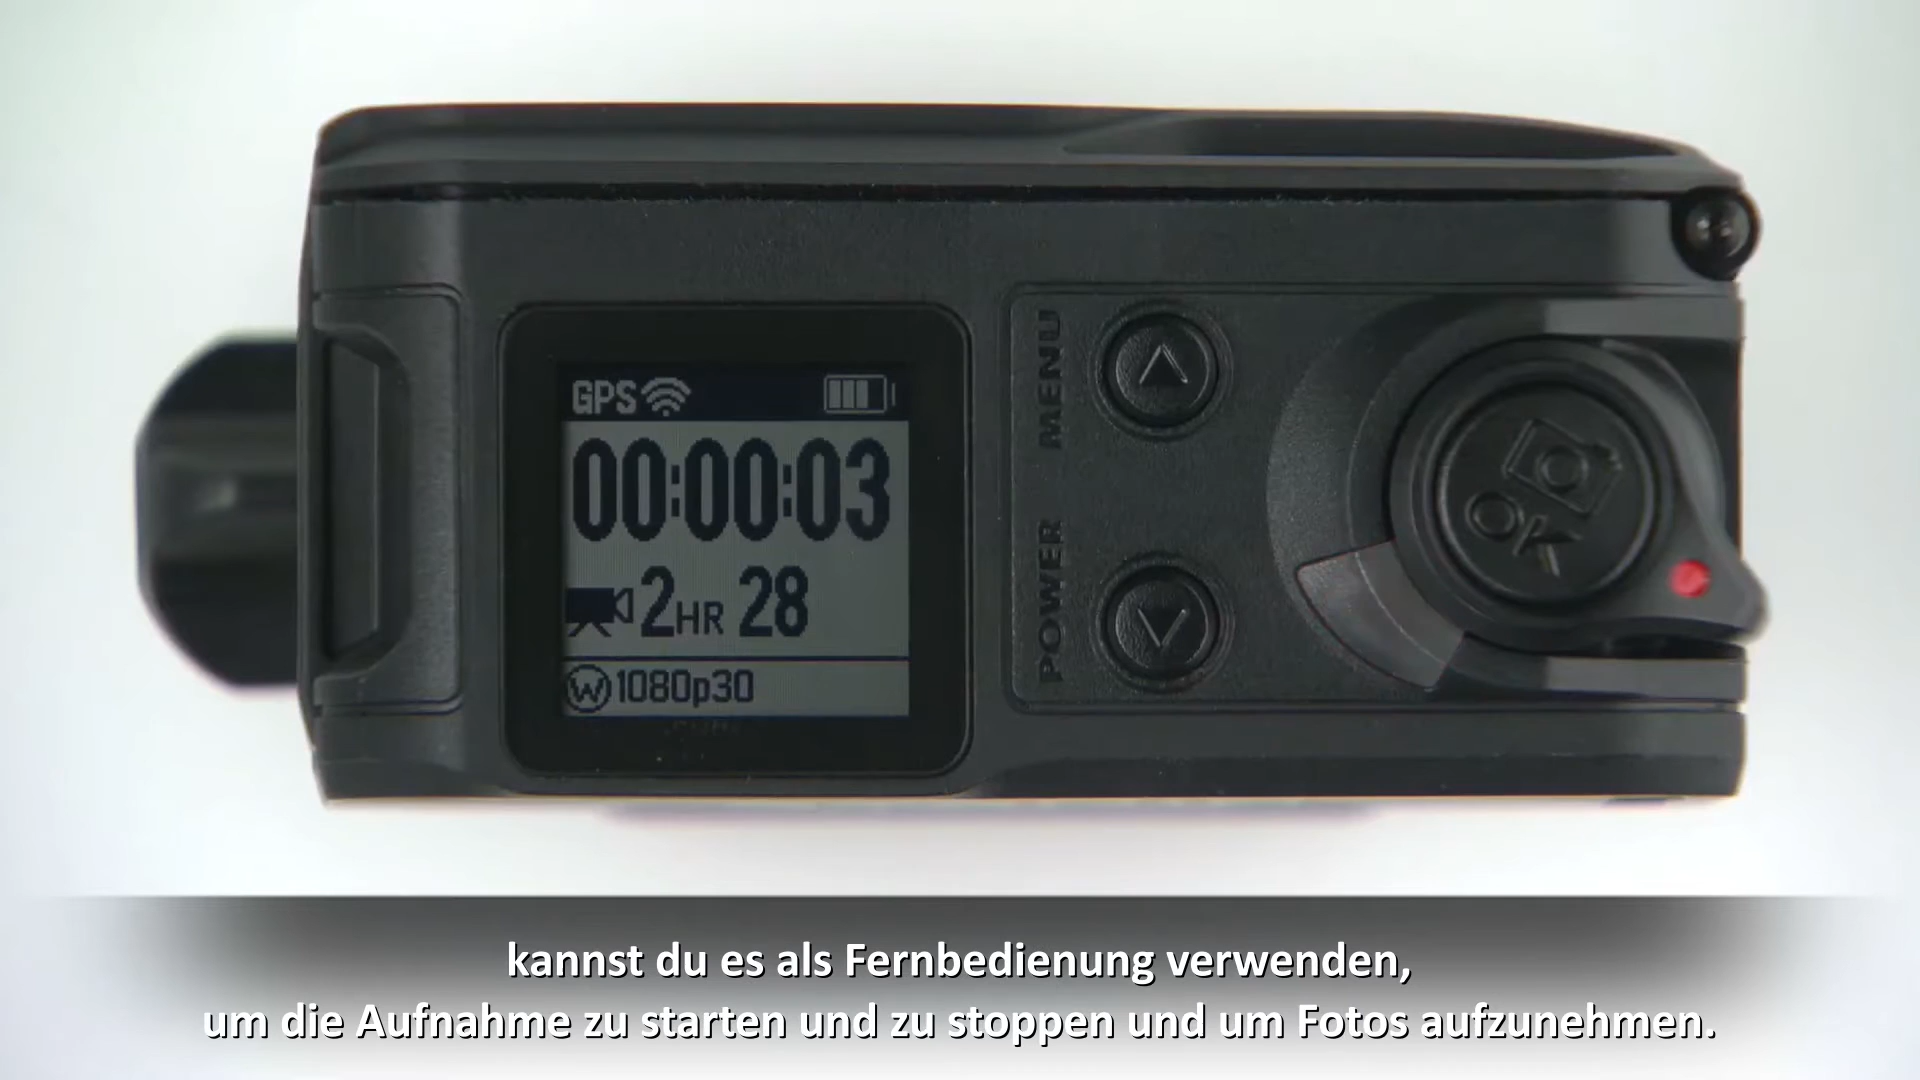 GPS
00:00:03
2HR 28
W 1080p30
MENU
POWER
OK
kannst du es als Fernbedienung verwenden,
um die Aufnahme zu starten und zu stoppen und um Fotos aufzunehmen.